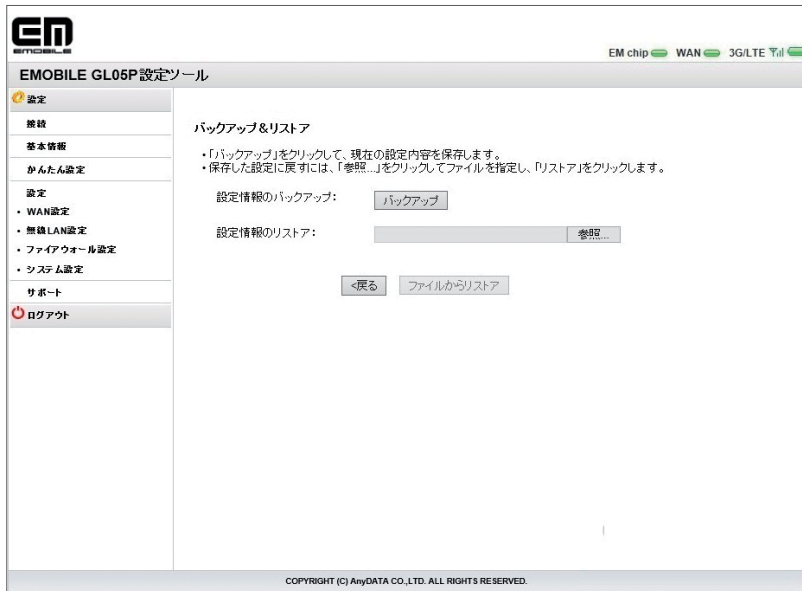 EM
EMOBILE
EM chip WAN 3G/LTE
EMOBILE GL05P設定ツール
設定
接続
基本情報
かんたん設定
設定
・WAN設定
・無線LAN設定
・ファイアウォール設定
・システム設定
サポート
ログアウト
バックアップ&リストア
・「バックアップ」をクリックして、現在の設定内容を保存します。
・保存した設定に戻すには、「参照...」をクリックしてファイルを指定し、「リストア」をクリックします。
設定情報のバックアップ: バックアップ
設定情報のリストア: 参照...
<戻る ファイルからリストア
COPYRIGHT (C) AnyDATA CO.,LTD. ALL RIGHTS RESERVED.